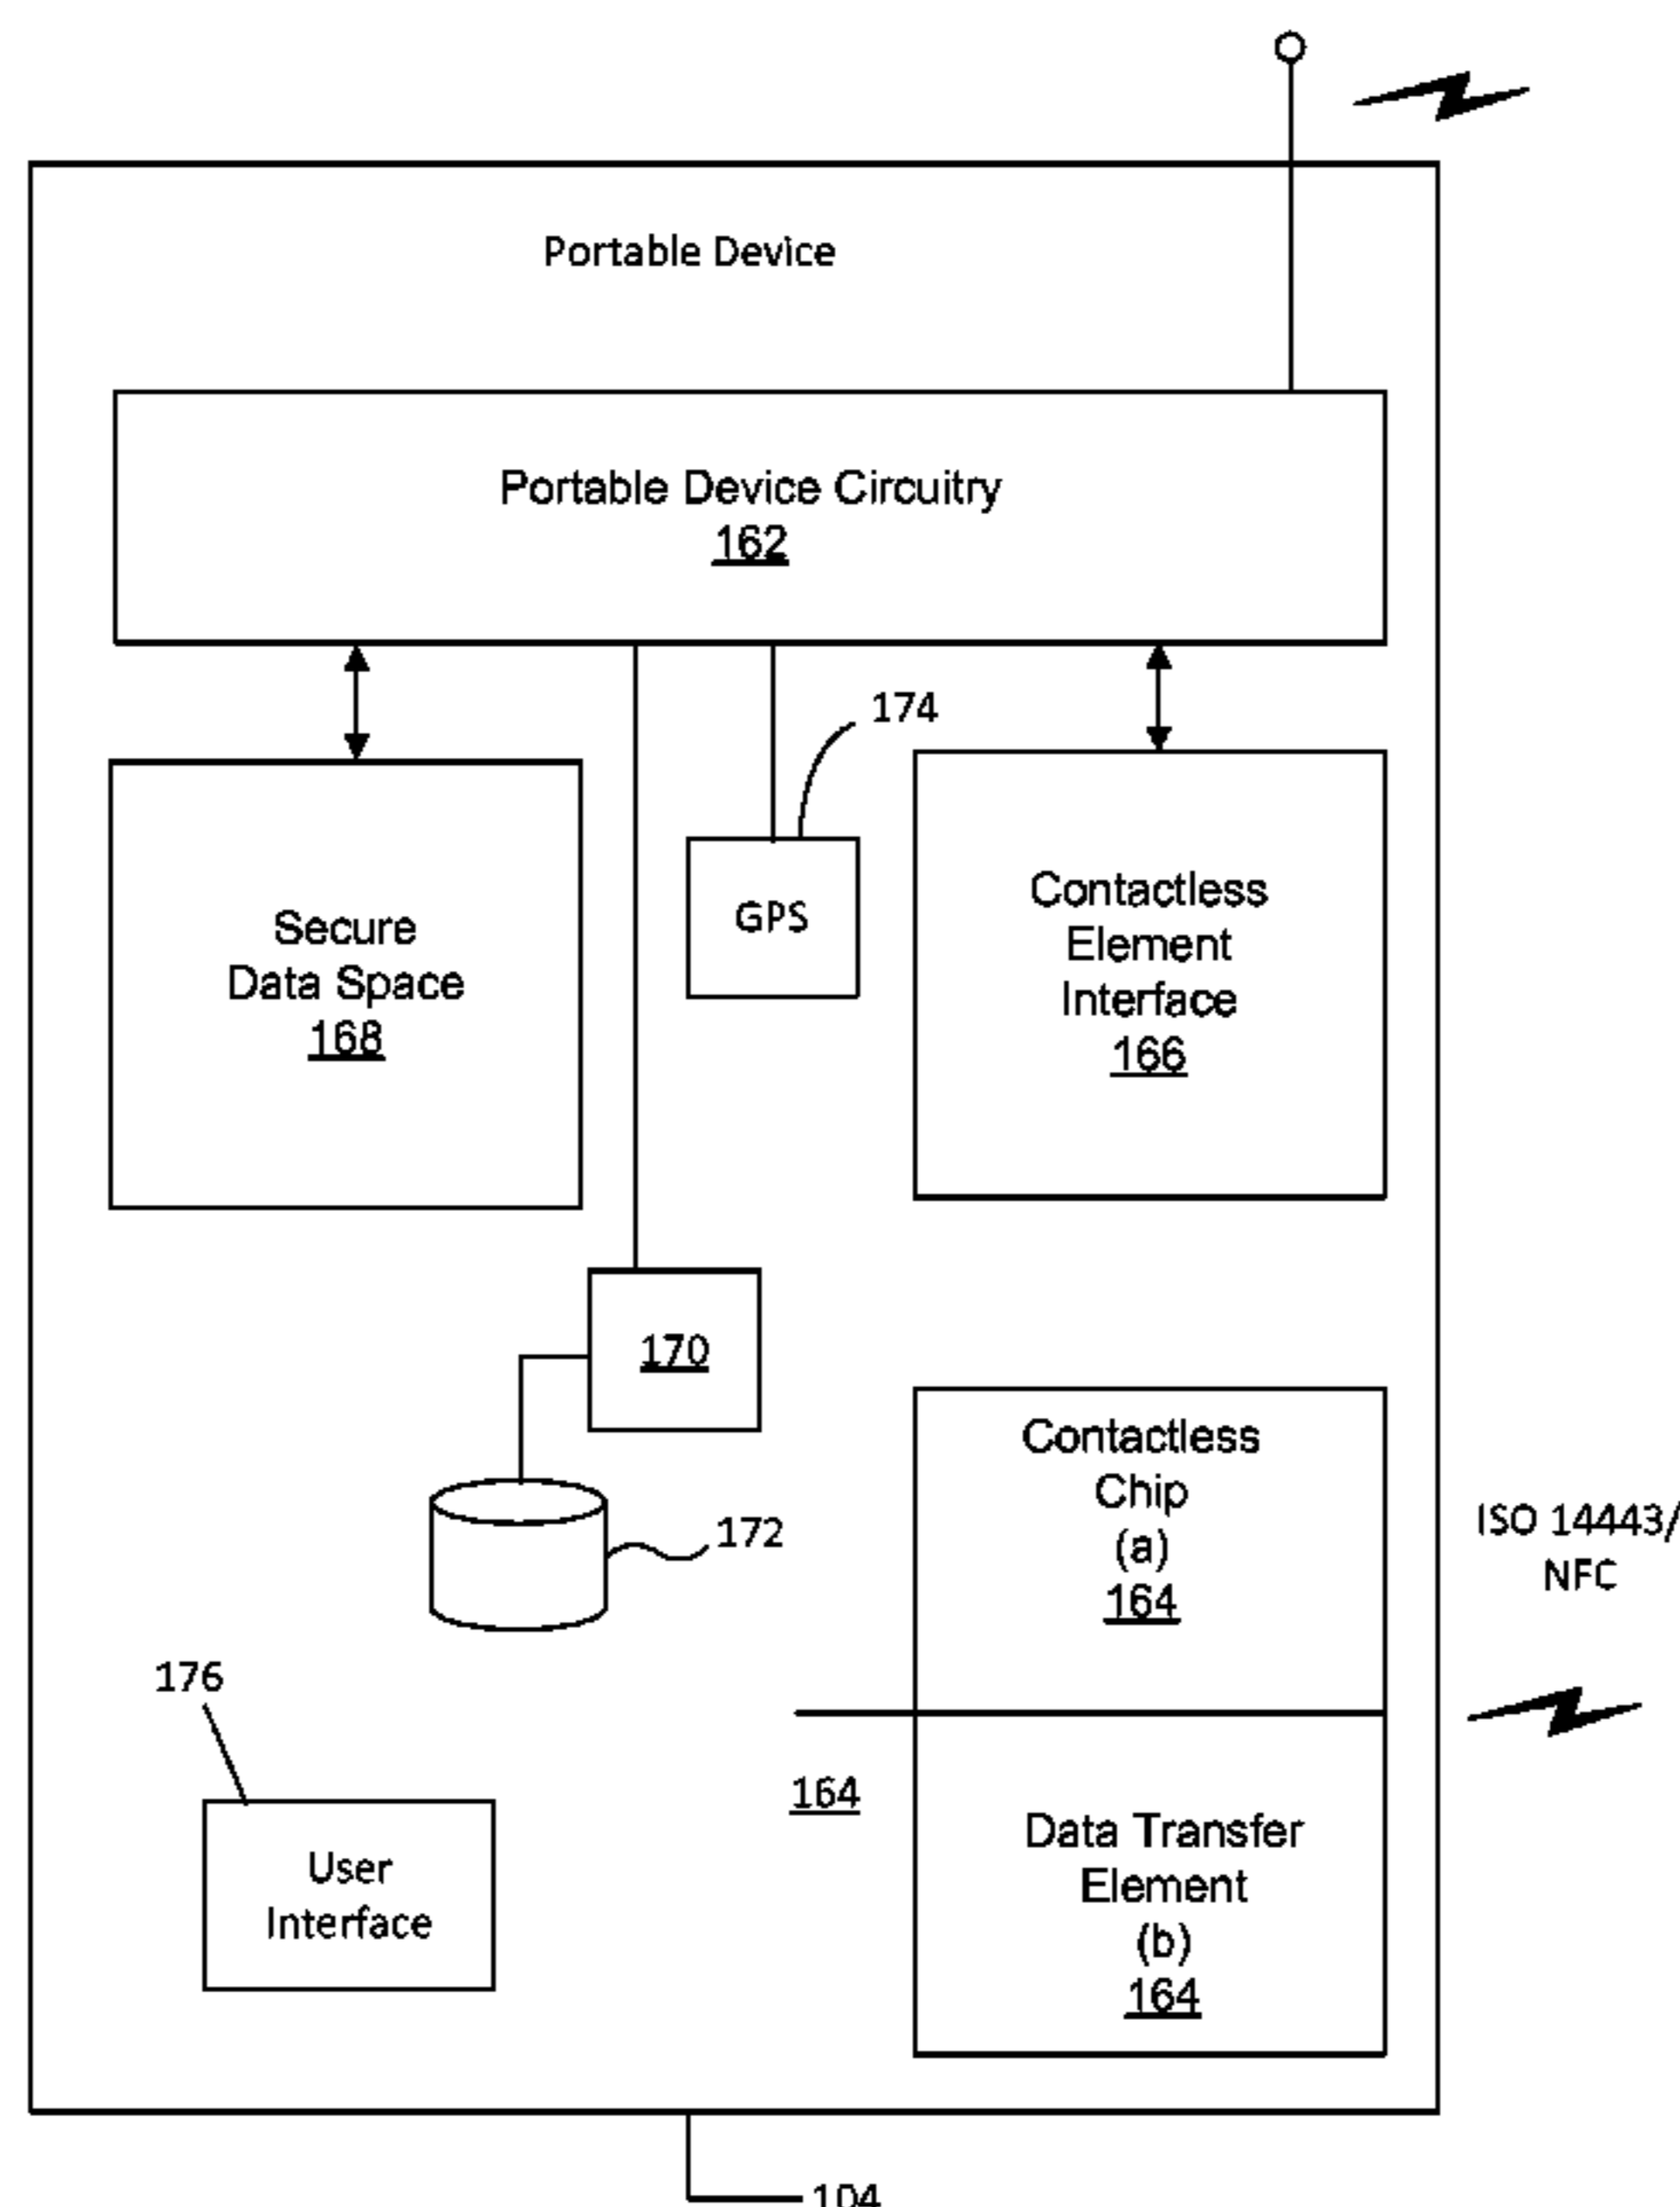 Portable Device
Portable Device Circuitry
162
174
Secure
Data Space
168
GPS
Contactless
Element
Interface
166
170
172
Contactless
Chip
(a)
164
ISO 14443/
NFC
176
164
User
Interface
Data Transfer
Element
(b)
164
104